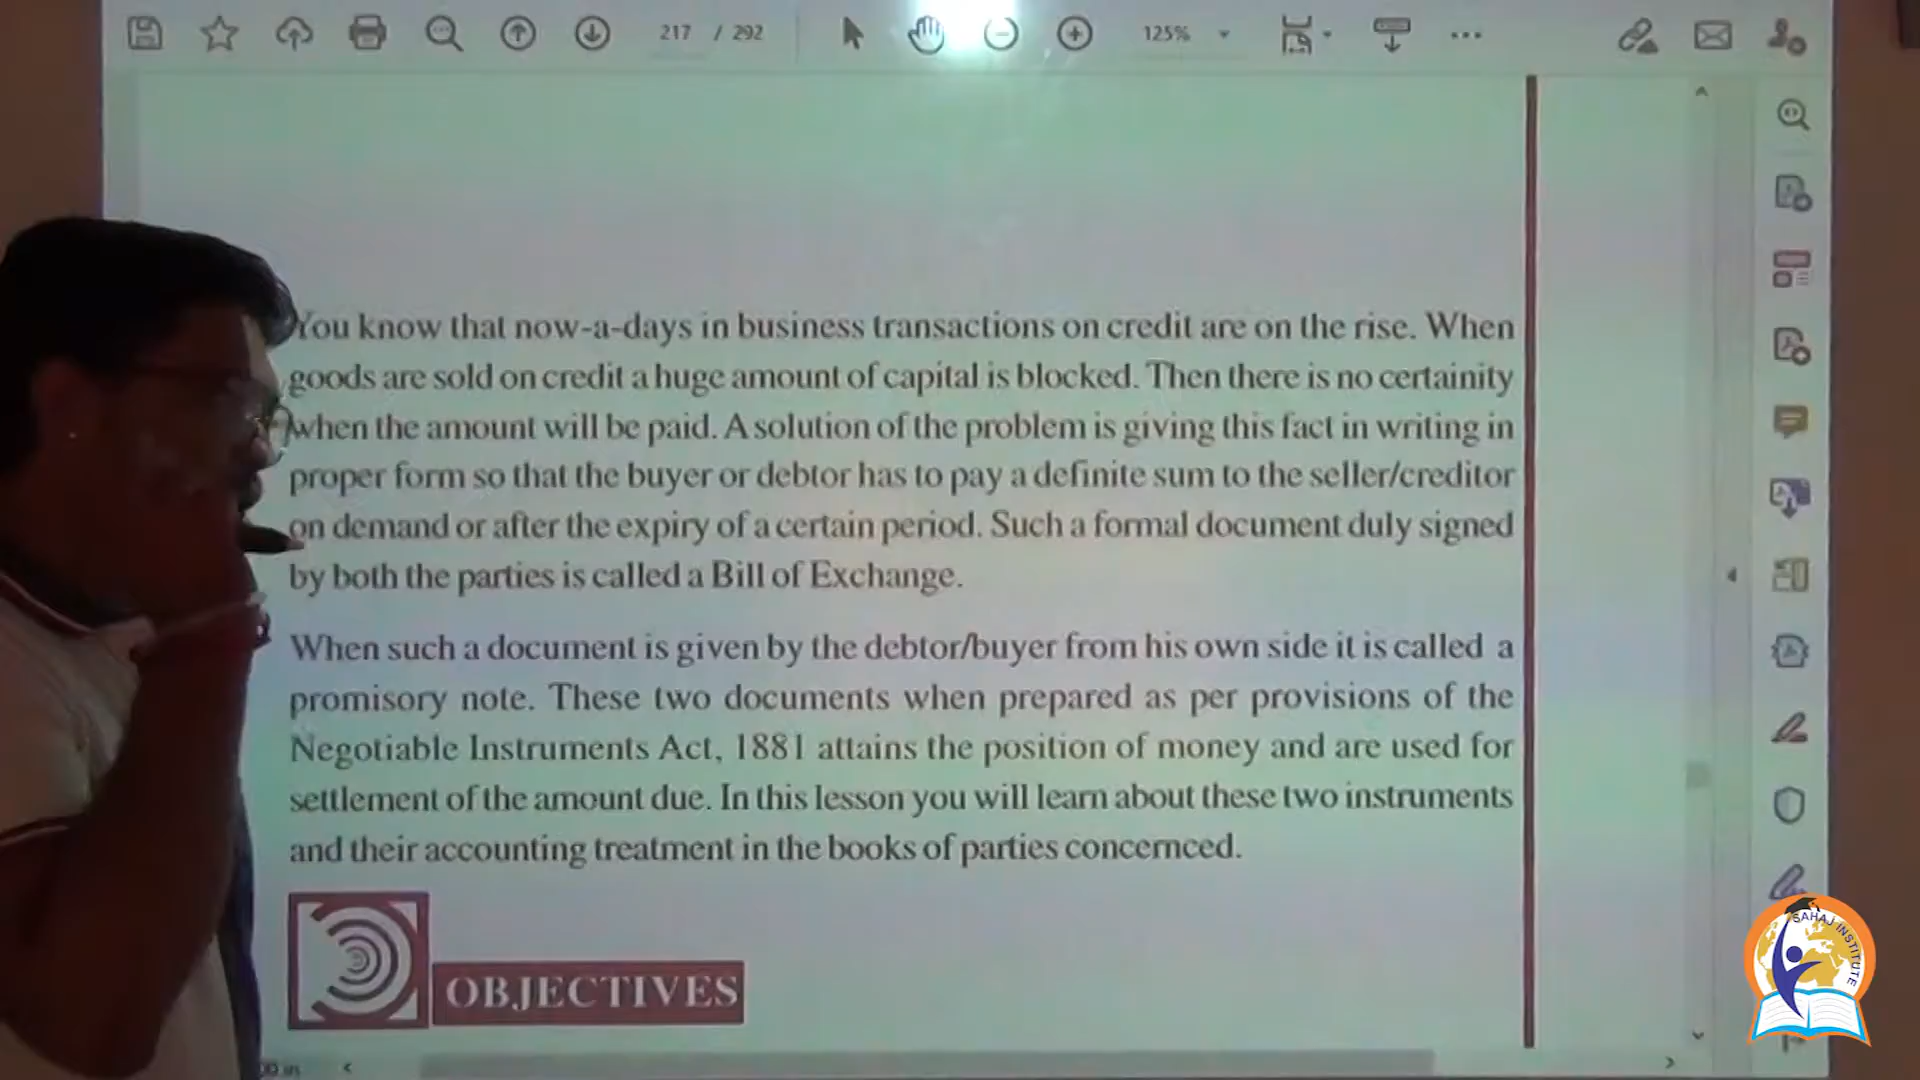 217 / 292
125%
You know that now-a-days in business transactions on credit are on the rise. When
goods are sold on credit a huge amount of capital is blocked. Then there is no certainity
when the amount will be paid. A solution of the problem is giving this fact in writing in
proper form so that the buyer or debtor has to pay a definite sum to the seller/creditor
on demand or after the expiry of a certain period. Such a formal document duly signed
by both the parties is called a Bill of Exchange.
When such a document is given by the debtor/buyer from his own side it is called a
promisory note. These two documents when prepared as per provisions of the
Negotiable Instruments Act, 1881 attains the position of money and are used for
settlement of the amount due. In this lesson you will learn about these two instruments
and their accounting treatment in the books of parties concernced.
OBJECTIVES
SAHAJ INSTITUTE